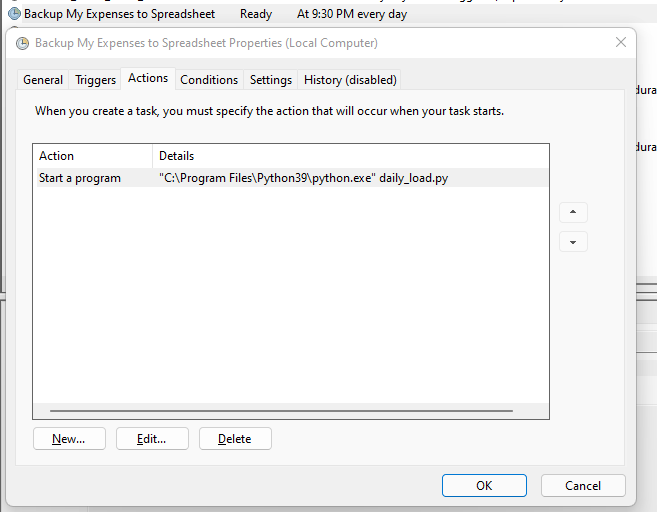 Backup My Expenses to Spreadsheet Ready At 9:30 PM every day
Backup My Expenses to Spreadsheet Properties (Local Computer)
General Triggers Actions Conditions Settings History (disabled)
When you create a task, you must specify the action that will occur when your task starts.
Action Details
Start a program "C:\Program Files\Python39\python.exe" daily_load.py
New... Edit... Delete
OK Cancel